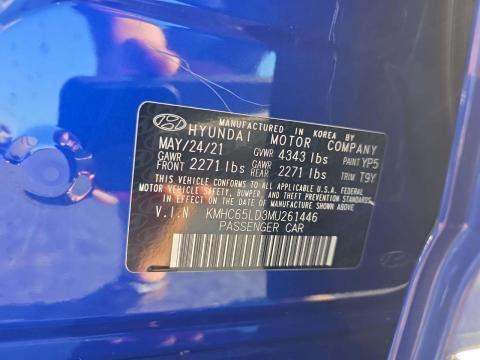 MANUFACTURED IN KOREA BY
HYUNDAI MOTOR COMPANY
MAY/24/21 GVWR 4343 lbs PAINT YP5
GAWR FRONT 2271 lbs GAWR REAR 2271 lbs TRIM T9Y
THIS VEHICLE CONFORMS TO ALL APPLICABLE U.S.A. FEDERAL
MOTOR VEHICLE SAFETY, BUMPER, AND THEFT PREVENTION STANDARDS
IN EFFECT ON THE DATE OF MANUFACTURE SHOWN ABOVE.
V.I.N KMHC65LD3MU261446
PASSENGER CAR